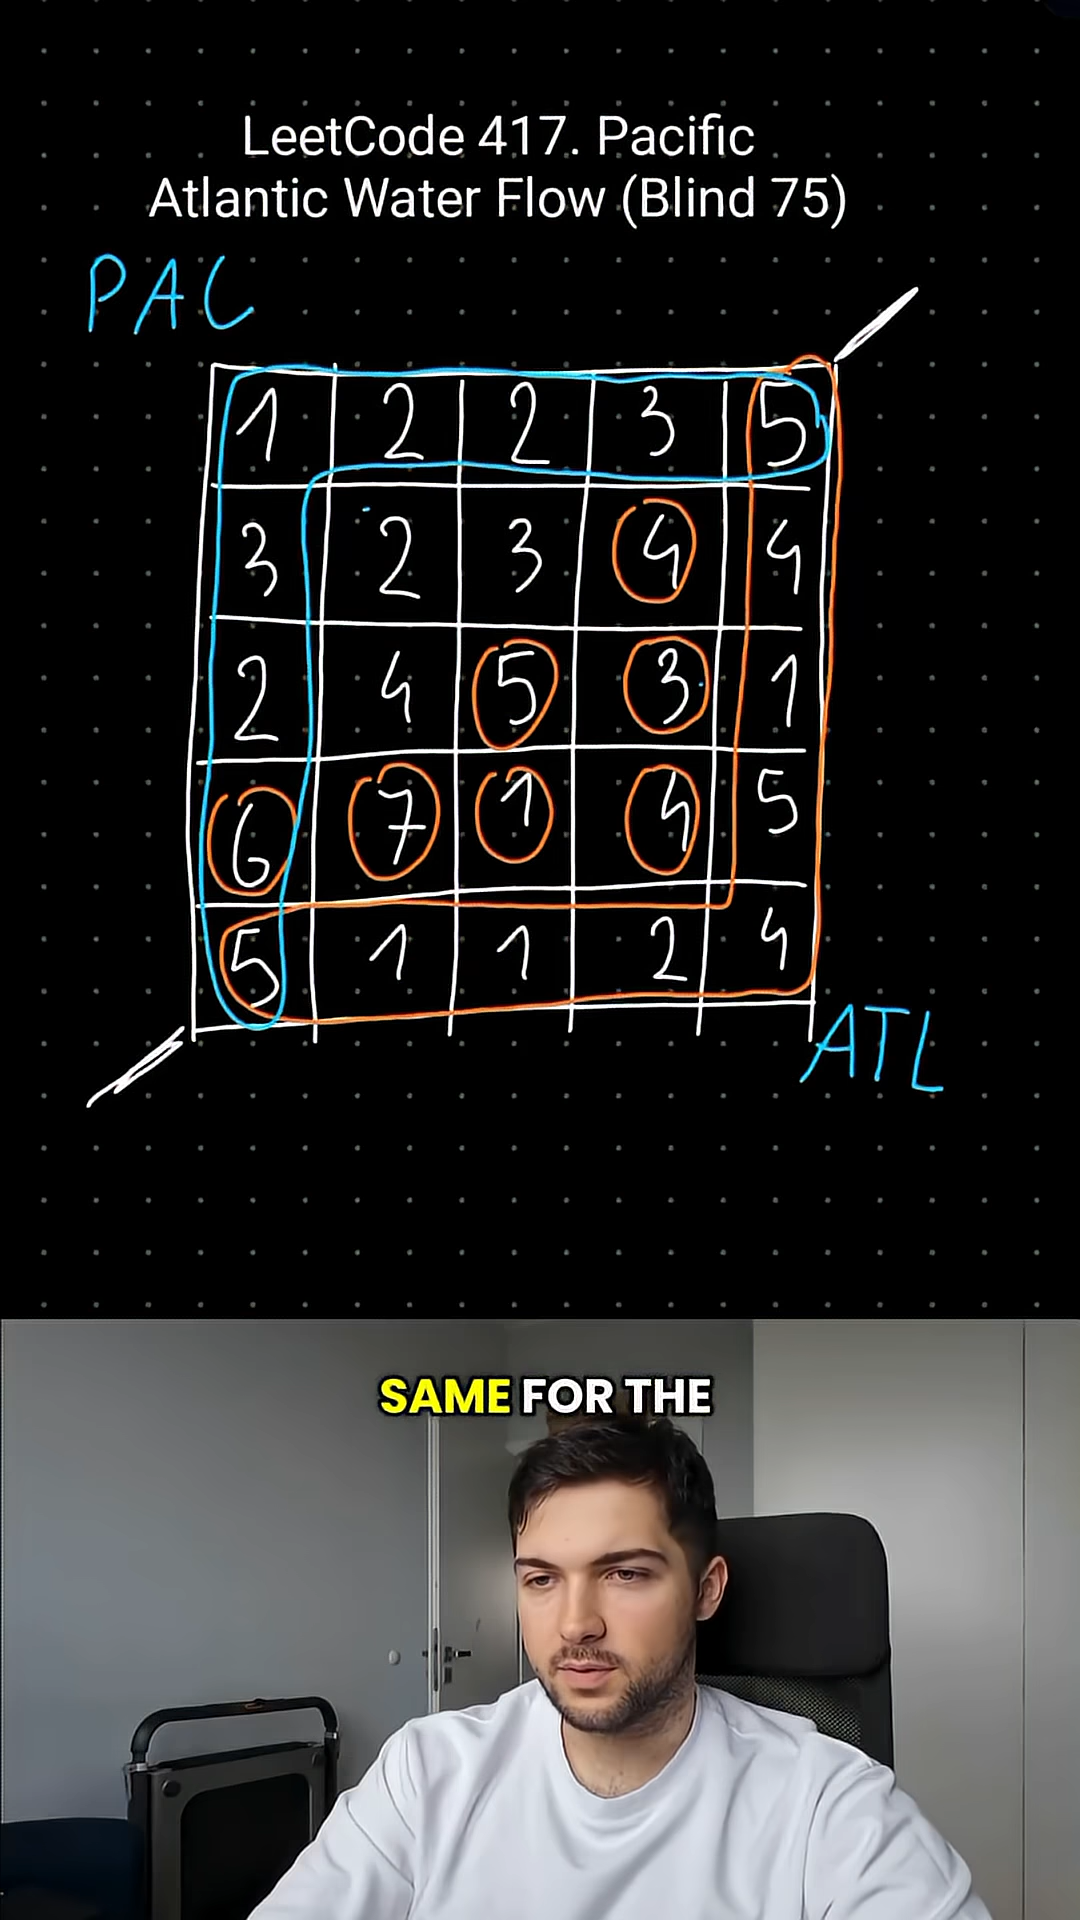 LeetCode 417. Pacific
Atlantic Water Flow (Blind 75)
PAC
1 2 2 3 5
3 2 3 4 4
2 4 5 3 1
6 7 1 4 5
5 1 1 2 4
ATL
SAME FOR THE